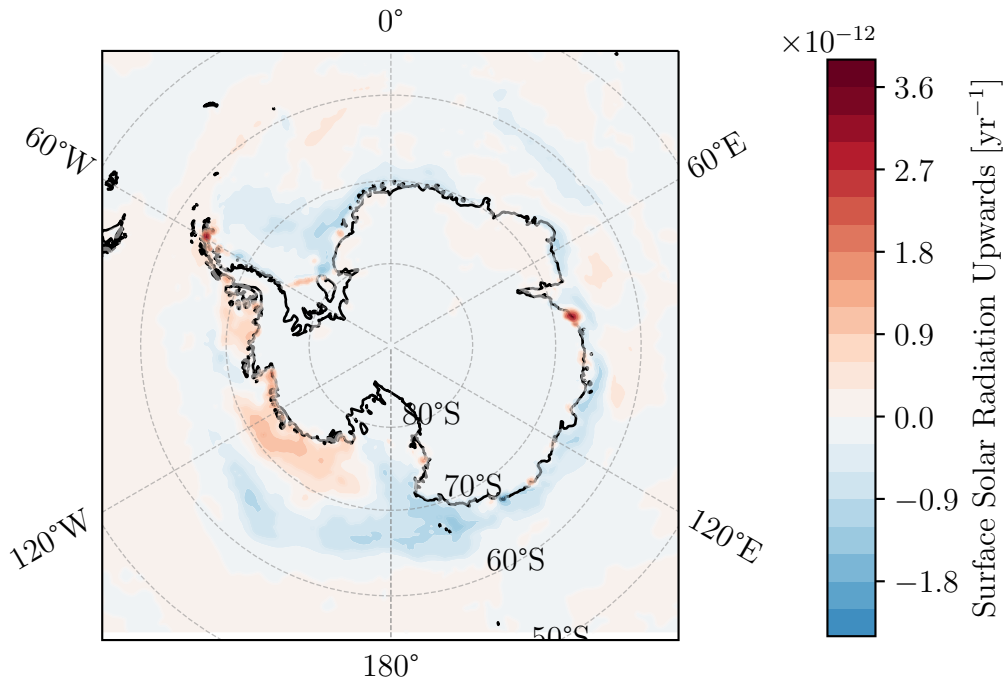 0°
×10⁻¹²
60°W
60°E
3.6
2.7
1.8
0.9
0.0
−0.9
−1.8
Surface Solar Radiation Upwards [yr⁻¹]
80°S
70°S
60°S
50°S
120°W
120°E
180°